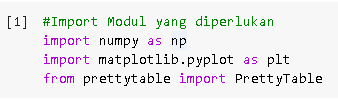 [1] #Import Modul yang diperlukan
import numpy as np
import matplotlib.pyplot as plt
from prettytable import PrettyTable